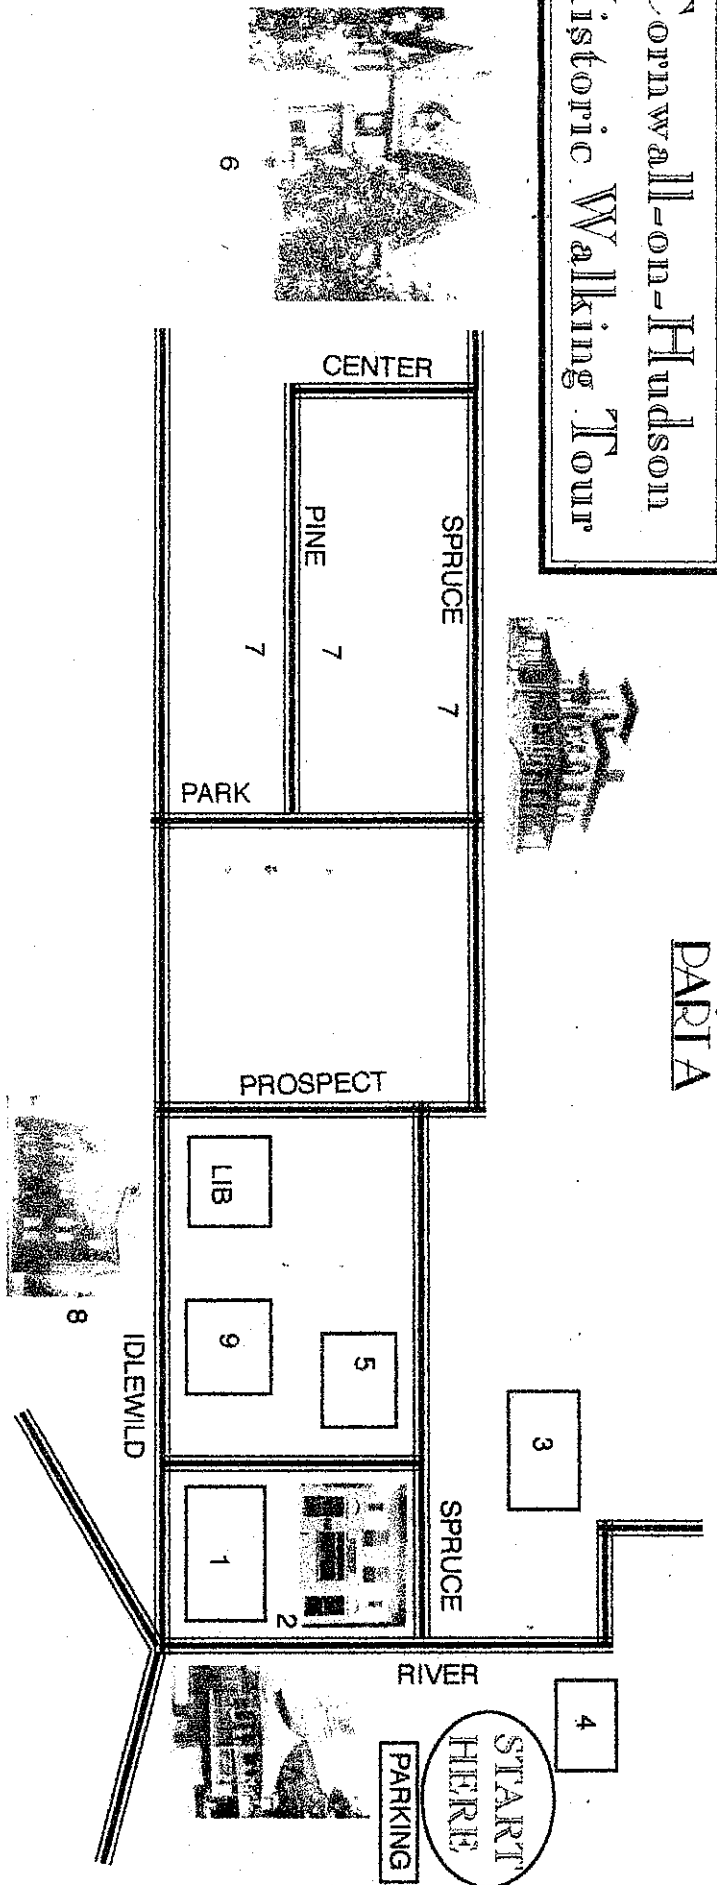 Cornwall-on-Hudson
Historic Walking Tour
PART A
START
HERE
PARKING
4
3
SPRUCE
RIVER
2
1
5
9
LIB
IDLEWILD
8
PROSPECT
PARK
SPRUCE
7
7
7
PINE
CENTER
6